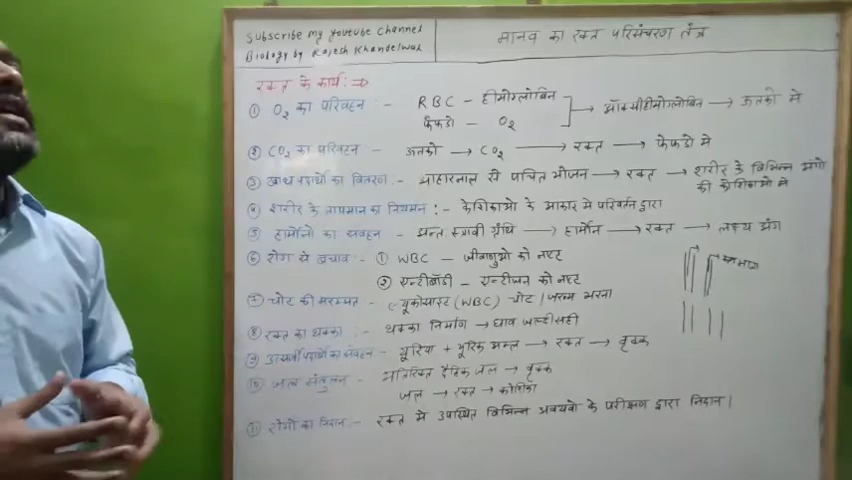 Subscribe my Youtube Channel
Biology by Rajesh Khandelwal
मानव का रक्त परिसंचरण तंत्र
रक्त के कार्य :→
① O₂ का परिवहन :- RBC - हीमोग्लोबिन
फेफडो - O₂
→ ऑक्सीहीमोग्लोबिन → ऊतको मे
② CO₂ का परिवहन - ऊतको → CO₂ → रक्त → फेफडो मे
③ खाद्य पदार्थो का वितरण :- आहारनाल से पाचित भोजन → रक्त → शरीर के विभिन्न अंगो
की कोशिकाओ मे
④ शरीर के तापमान का नियमन :- केशिकाओ के आकार मे परिवर्तन द्वारा
⑤ हार्मोनो का संवहन - अन्तः स्त्रावी ग्रंथि → हार्मोन → रक्त → लक्ष्य अंग
⑥ रोग से बचाव :- ① WBC - जीवाणुओ को नष्ट
② एन्टीबॉडी - एन्टीजन को नष्ट
⑦ चोट की मरम्मत - ल्यूकोसाइट (WBC) चोट / जख्म भरना
⑧ रक्त का थक्का :- थक्का निर्माण → घाव जल्दी सही
⑨ उत्सर्जी पदार्थो का संवहन - यूरिया + यूरिक अम्ल → रक्त → वृक्क
⑩ जल संतुलन - अतिरिक्त दैहिक जल → वृक्क
जल → रक्त → कोशिका
⑪ रोगो का निदान - रक्त मे उपस्थित विभिन्न अवयवो के परीक्षण द्वारा निदान।